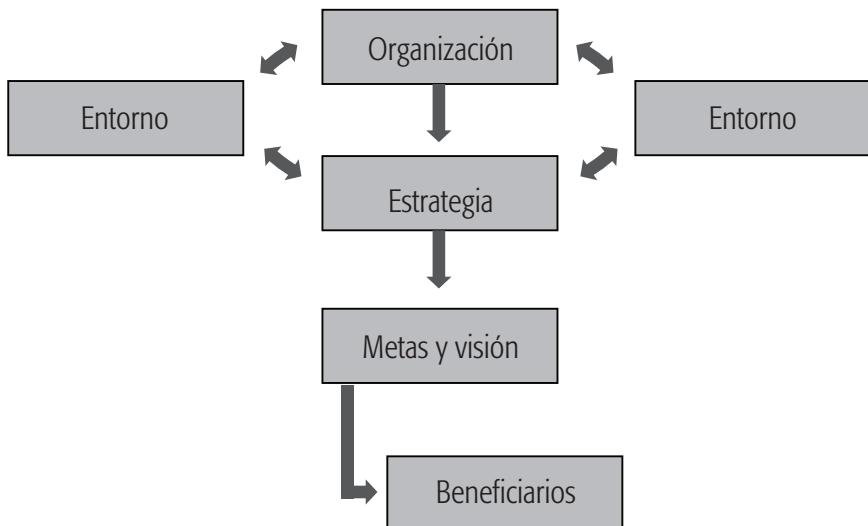 Organización
Entorno
Entorno
Estrategia
Metas y visión
Beneficiarios